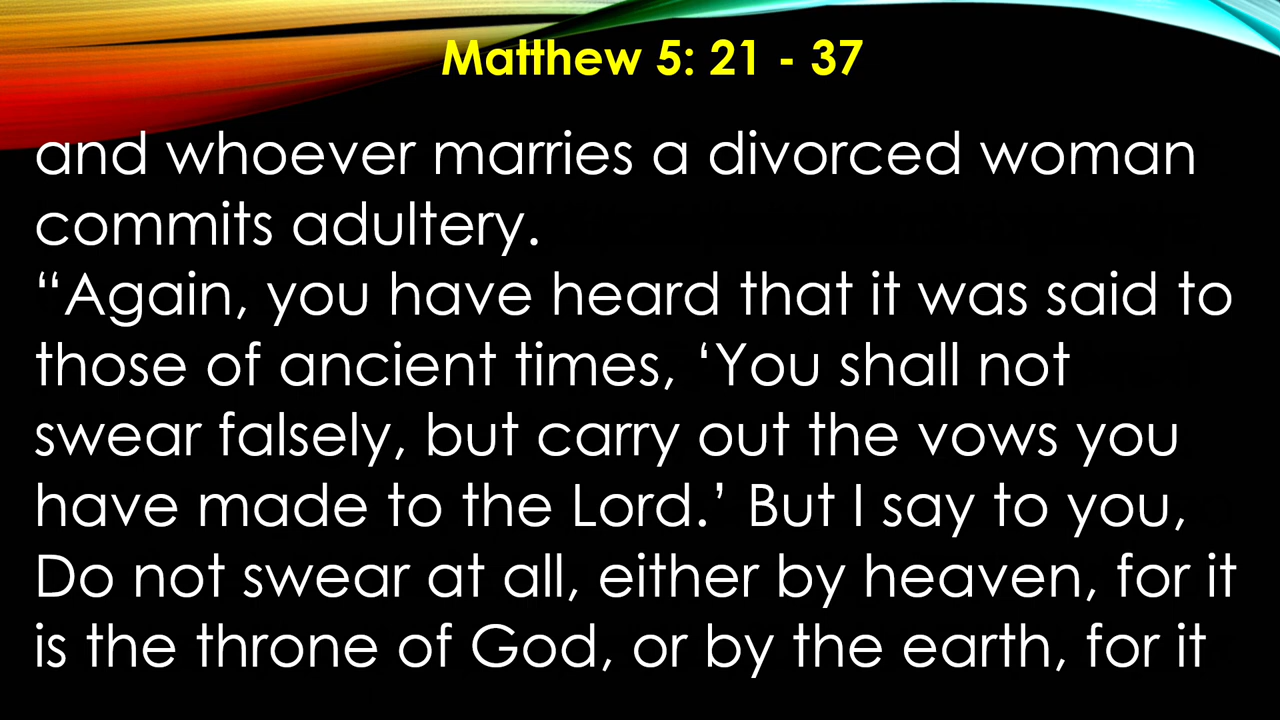 Matthew 5: 21 - 37
and whoever marries a divorced woman
commits adultery.
“Again, you have heard that it was said to
those of ancient times, ‘You shall not
swear falsely, but carry out the vows you
have made to the Lord.’ But I say to you,
Do not swear at all, either by heaven, for it
is the throne of God, or by the earth, for it